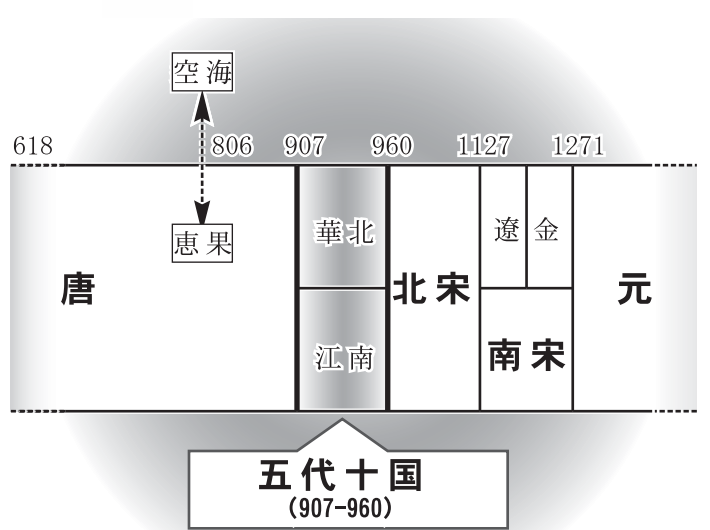 空海
618
806
907
960
1127
1271
恵果
唐
華北
江南
北宋
遼
金
南宋
元
五代十国
(907-960)